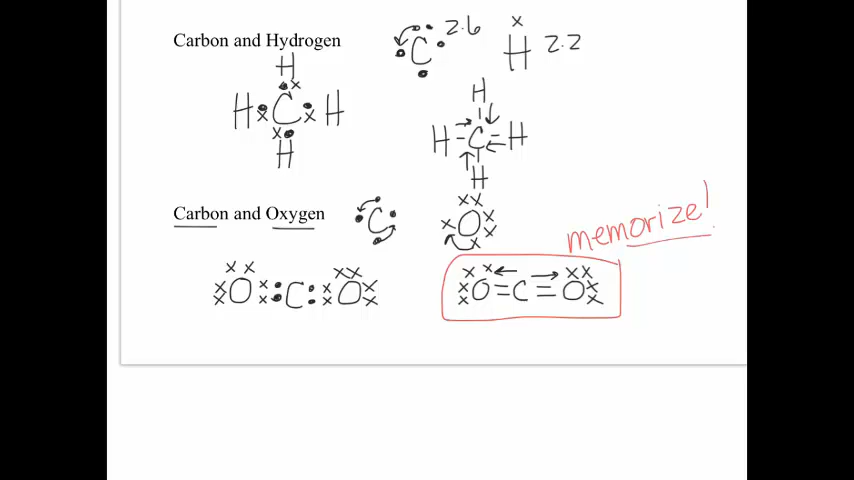 Carbon and Hydrogen
C 2.6
H 2.2
H
H C H
H
H
H - C - H
H
Carbon and Oxygen
C
O
memorize!
O C O
O = C = O